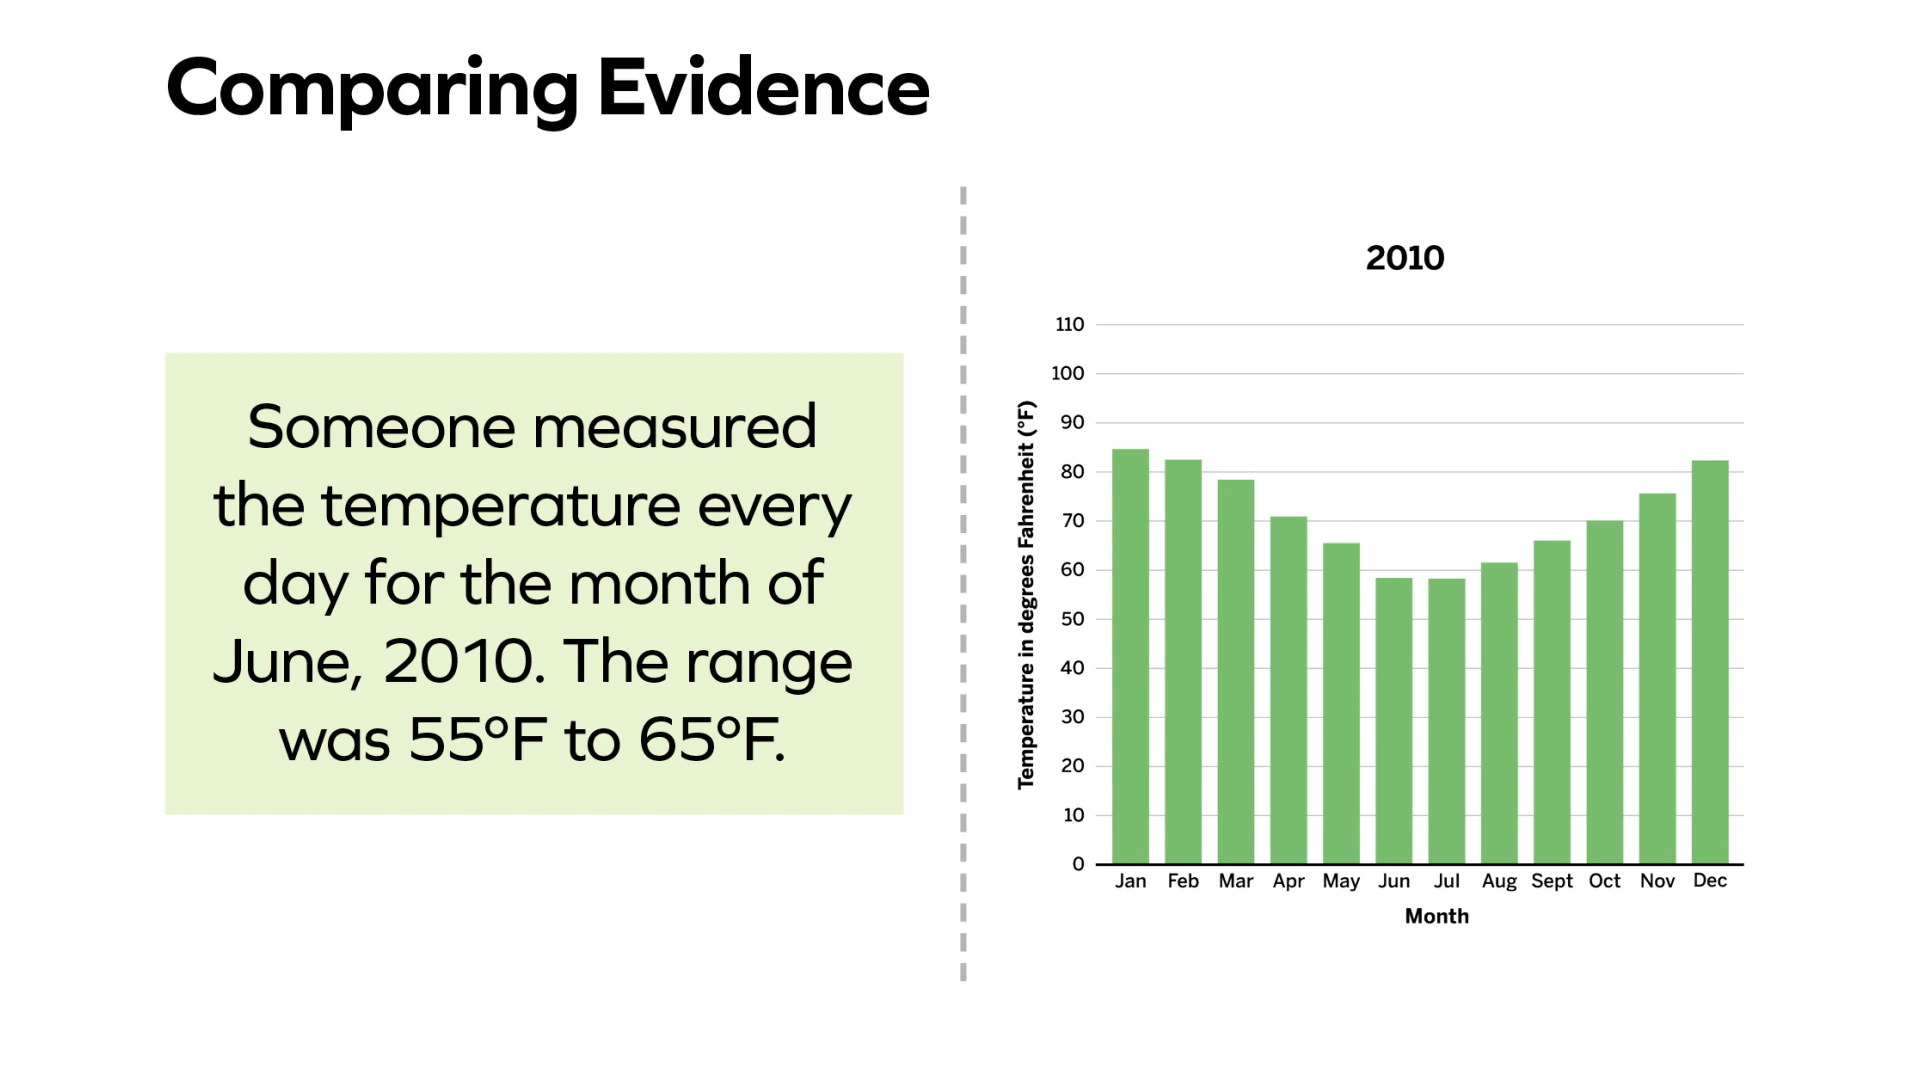 Comparing Evidence
Someone measured
the temperature every
day for the month of
June, 2010. The range
was 55°F to 65°F.
2010
Temperature in degrees Fahrenheit (°F)
110
100
90
80
70
60
50
40
30
20
10
0
Jan Feb Mar Apr May Jun Jul Aug Sept Oct Nov Dec
Month